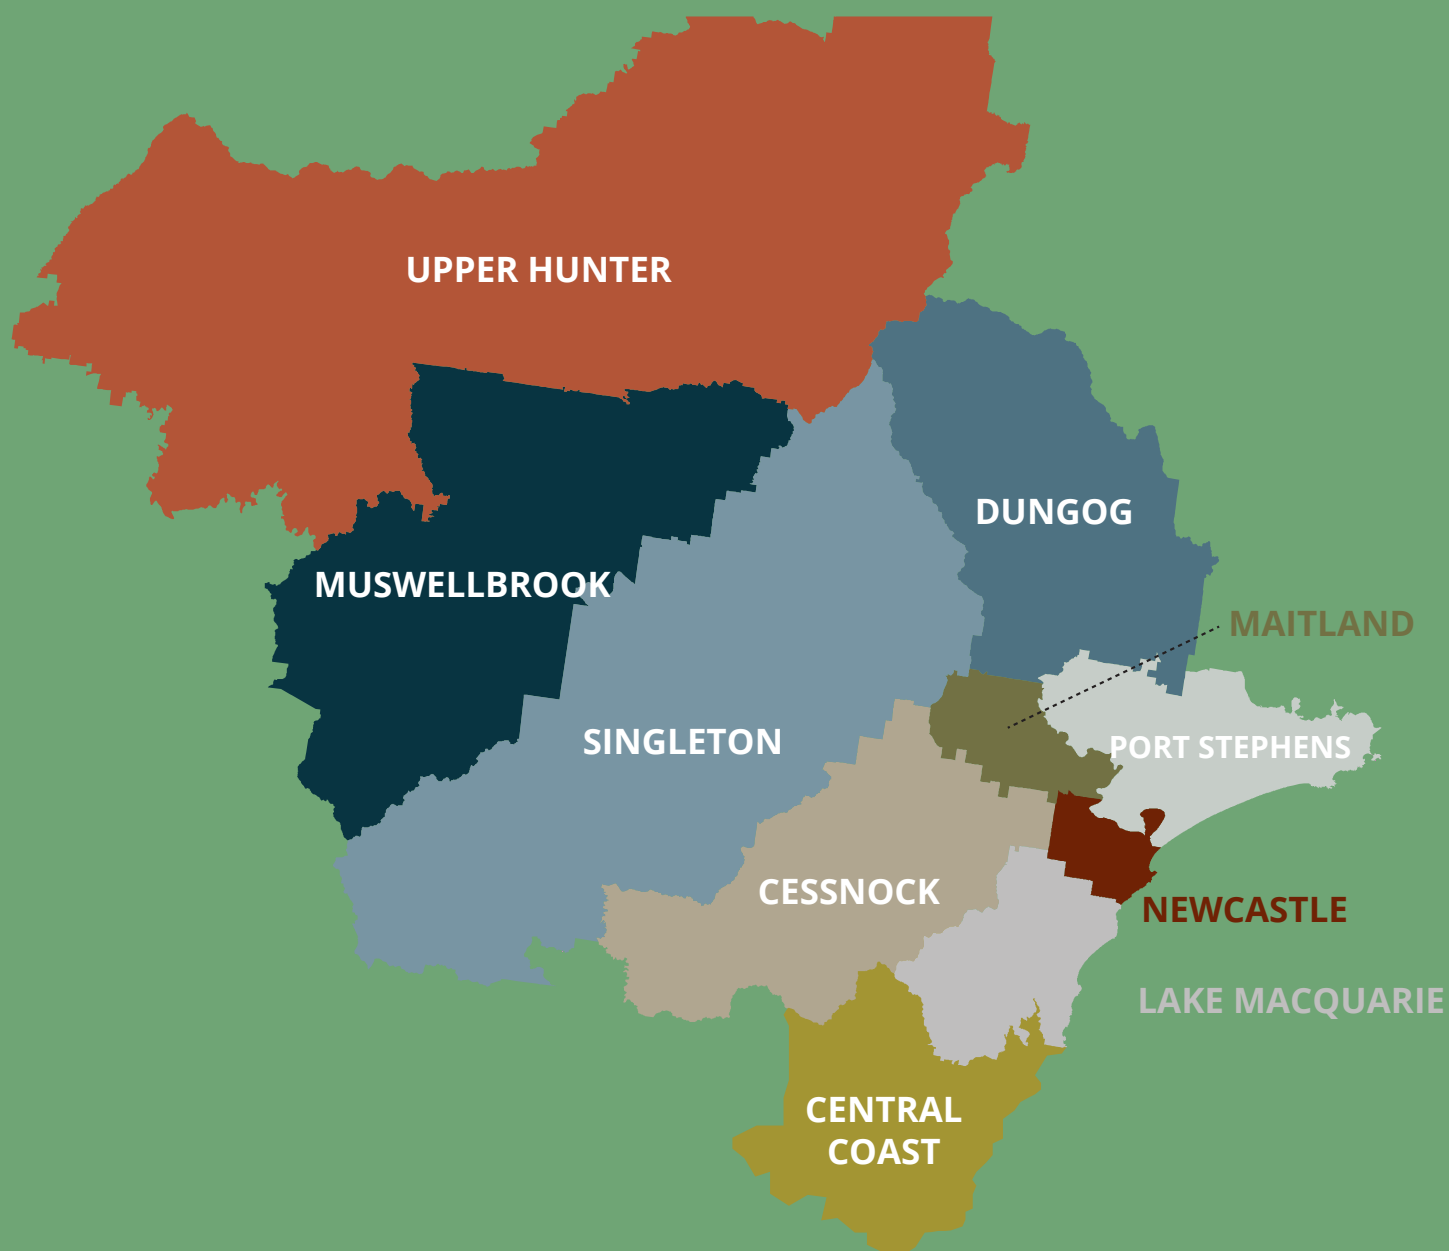 UPPER HUNTER
DUNGOG
MUSWELLBROOK
MAITLAND
SINGLETON
PORT STEPHENS
CESSNOCK
NEWCASTLE
LAKE MACQUARIE
CENTRAL
COAST